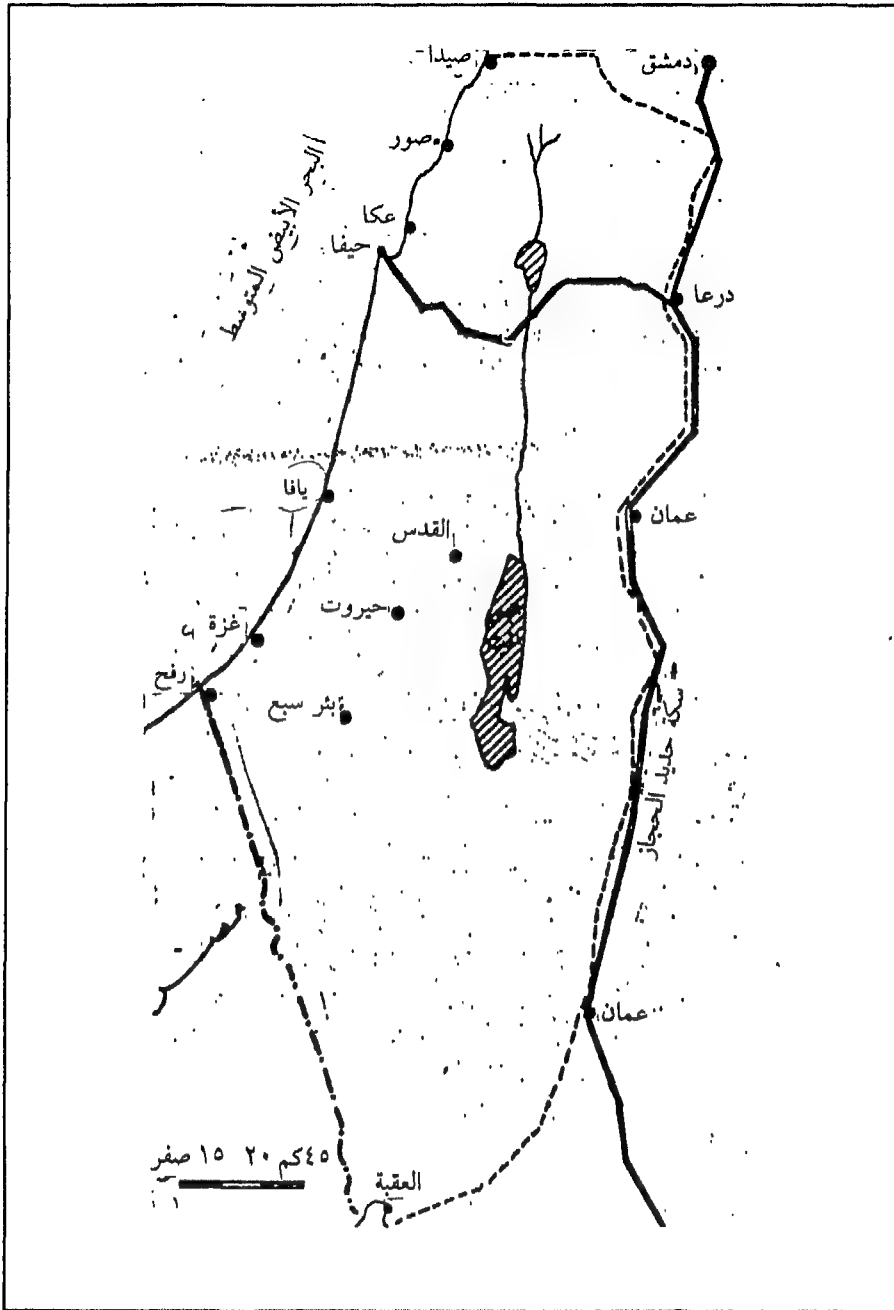 صيدا
دمشق
صور
البحر الأبيض المتوسط
عكا
حيفا
درعا
يافا
عمان
القدس
حيروت
غزة
رفح
بئر سبع
سكة حديد الحجاز
عمان
٤٥كم ٢٠ ١٥ صفر
العقبة